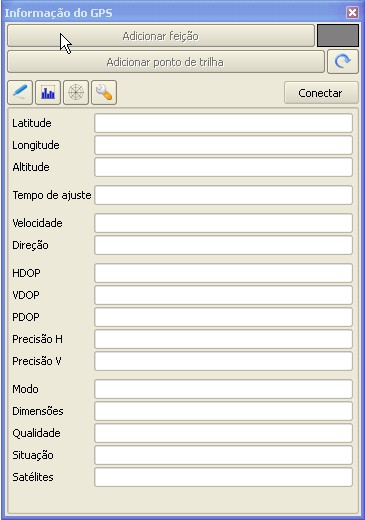 Informação do GPS
Adicionar feição
Adicionar ponto de trilha
Conectar
Latitude
Longitude
Altitude
Tempo de ajuste
Velocidade
Direção
HDOP
VDOP
PDOP
Precisão H
Precisão V
Modo
Dimensões
Qualidade
Situação
Satélites